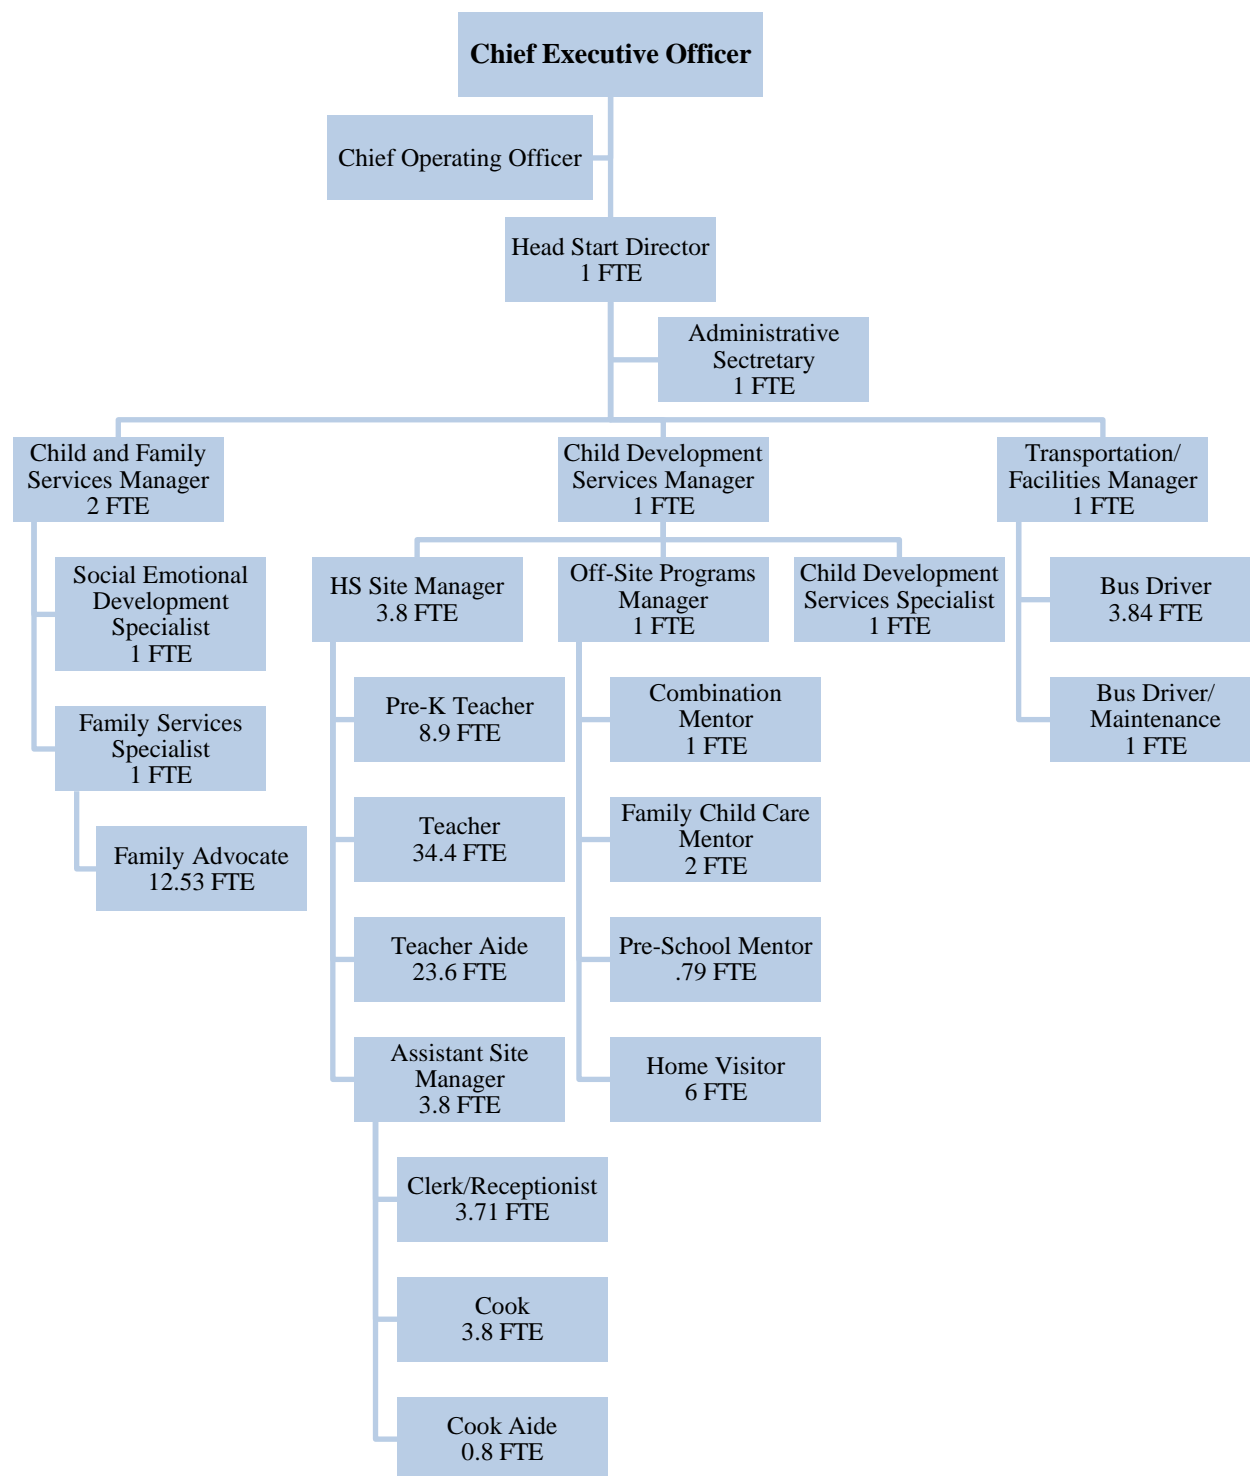 Chief Executive Officer
Chief Operating Officer
Head Start Director
1 FTE
Administrative
Sectretary
1 FTE
Child and Family
Services Manager
2 FTE
Social Emotional
Development
Specialist
1 FTE
Family Services
Specialist
1 FTE
Family Advocate
12.53 FTE
Child Development
Services Manager
1 FTE
HS Site Manager
3.8 FTE
Pre-K Teacher
8.9 FTE
Teacher
34.4 FTE
Teacher Aide
23.6 FTE
Assistant Site
Manager
3.8 FTE
Clerk/Receptionist
3.71 FTE
Cook
3.8 FTE
Cook Aide
0.8 FTE
Off-Site Programs
Manager
1 FTE
Combination
Mentor
1 FTE
Family Child Care
Mentor
2 FTE
Pre-School Mentor
.79 FTE
Home Visitor
6 FTE
Child Development
Services Specialist
1 FTE
Transportation/
Facilities Manager
1 FTE
Bus Driver
3.84 FTE
Bus Driver/
Maintenance
1 FTE